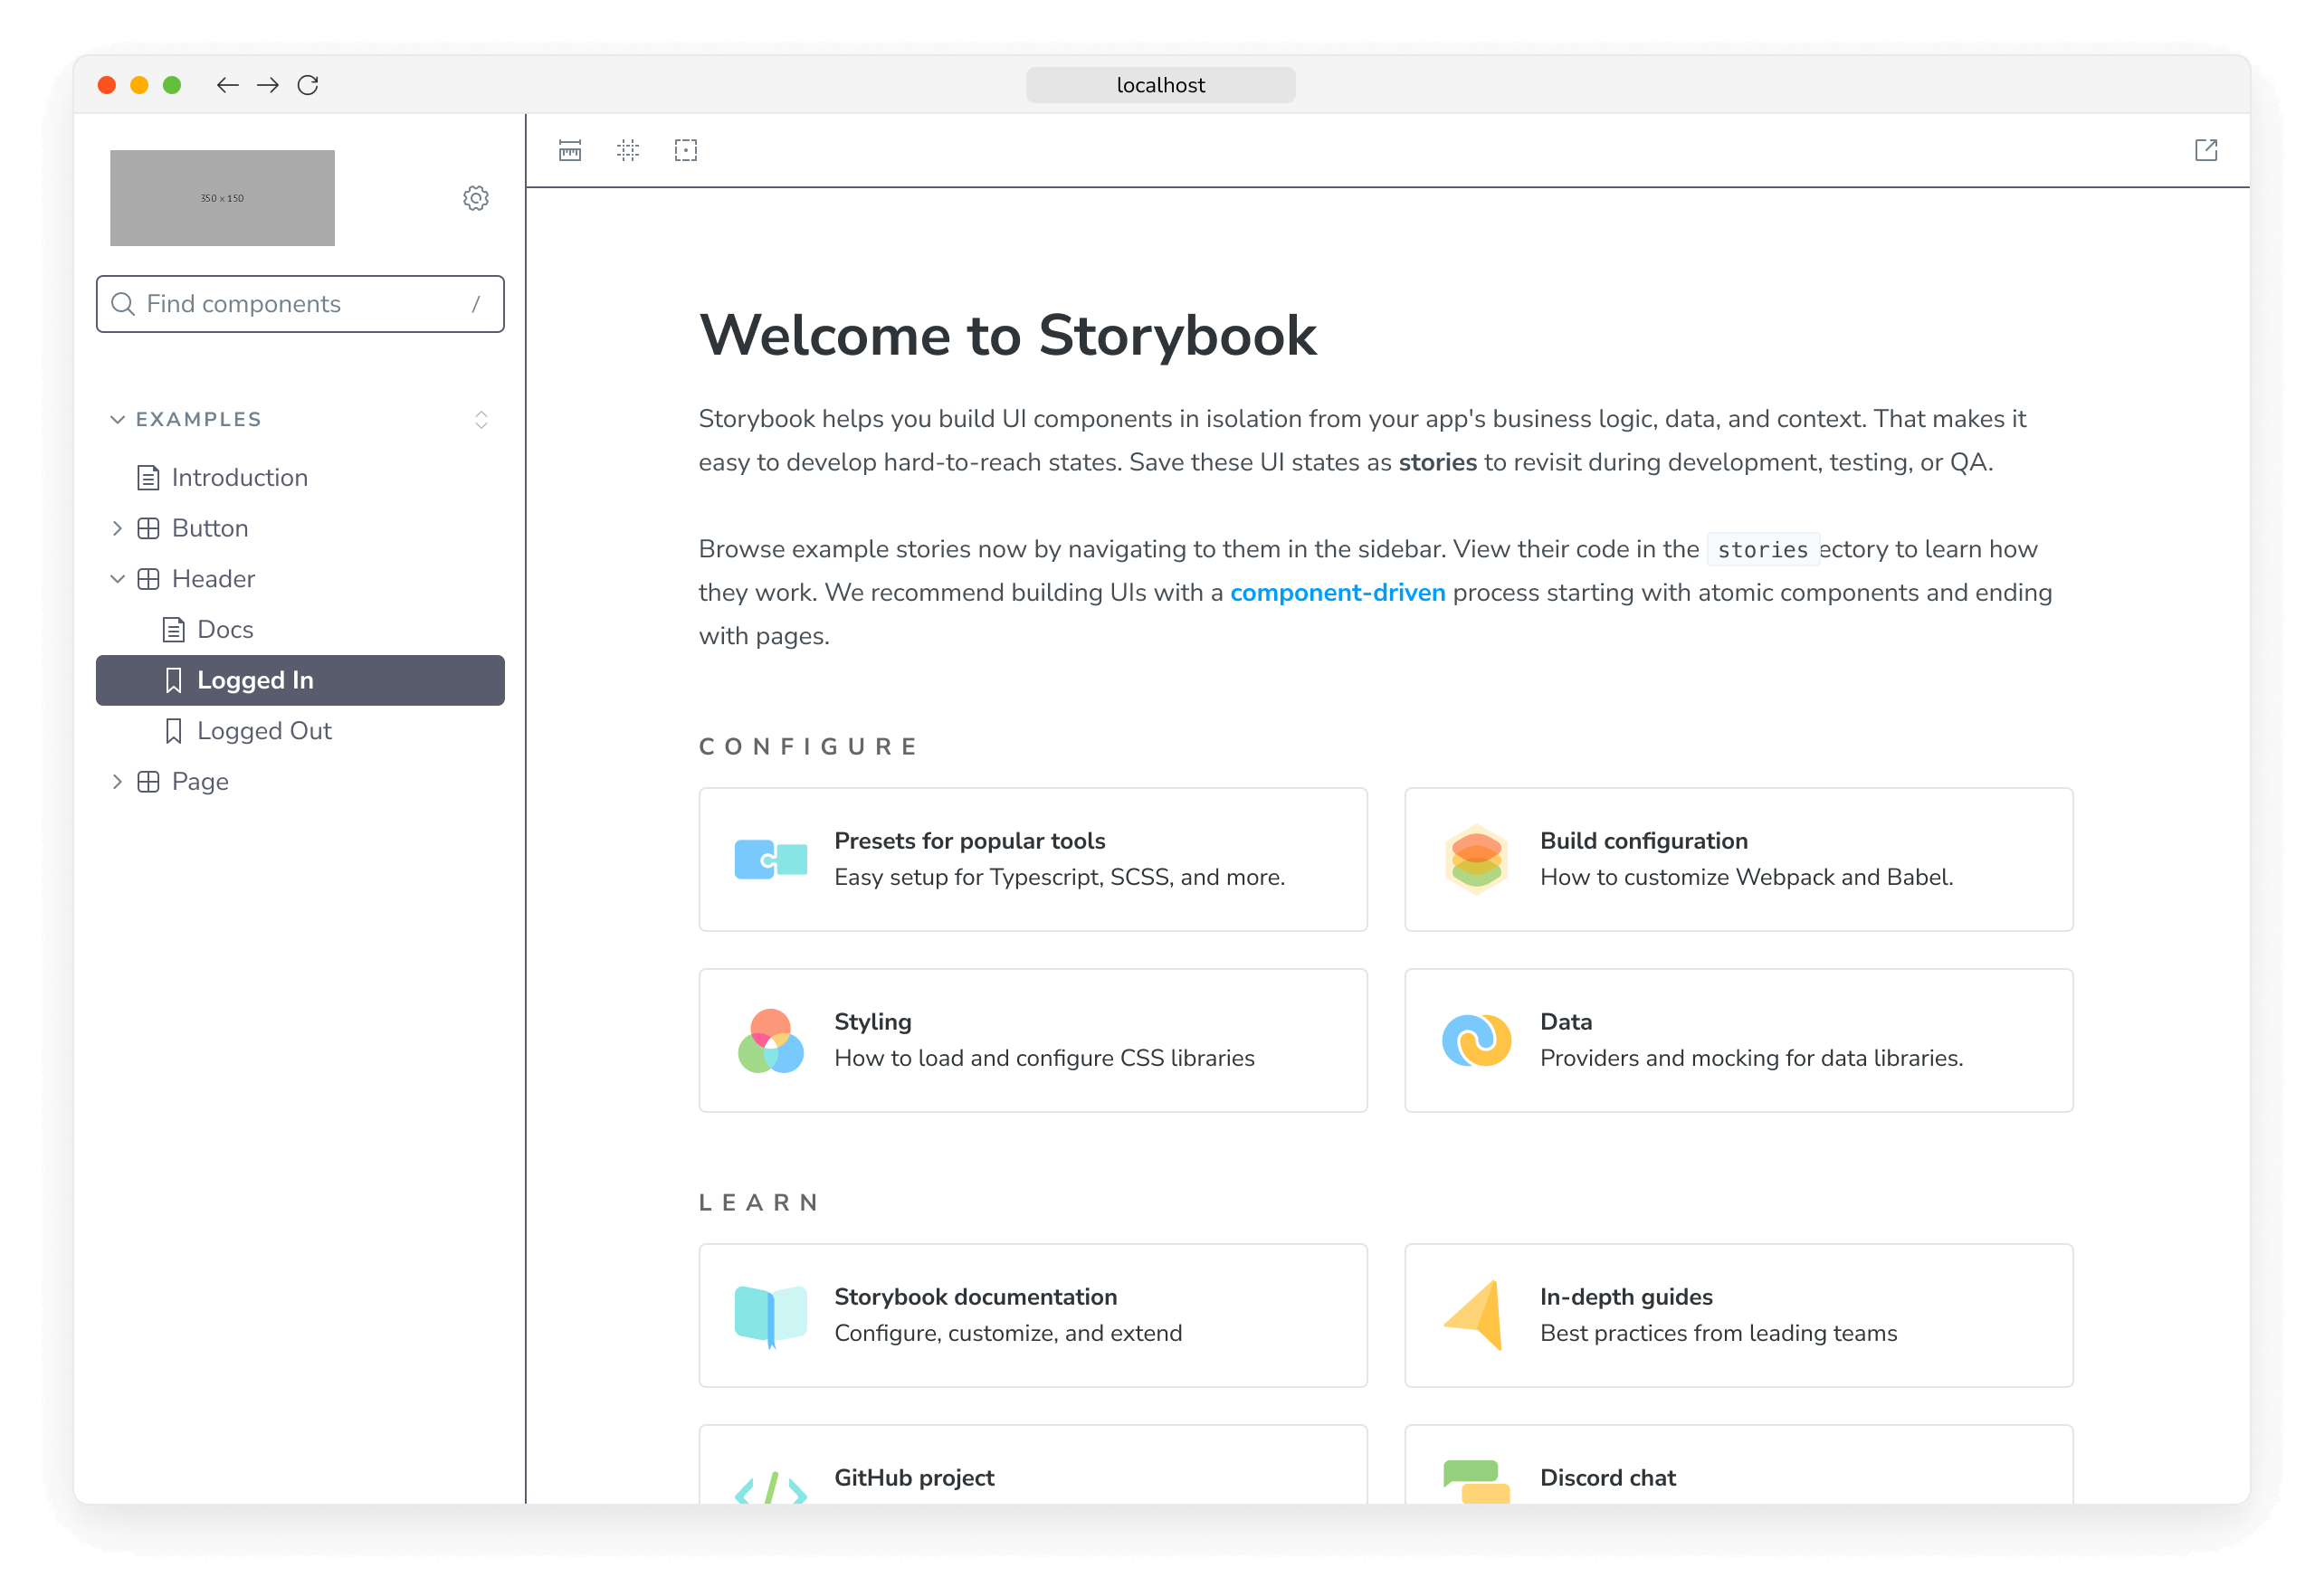 localhost
350 x 150
Find components /
EXAMPLES
Introduction
Button
Header
Docs
Logged In
Logged Out
Page
Welcome to Storybook
Storybook helps you build UI components in isolation from your app's business logic, data, and context. That makes it
easy to develop hard-to-reach states. Save these UI states as stories to revisit during development, testing, or QA.
Browse example stories now by navigating to them in the sidebar. View their code in the stories ectory to learn how
they work. We recommend building UIs with a component-driven process starting with atomic components and ending
with pages.
CONFIGURE
Presets for popular tools
Easy setup for Typescript, SCSS, and more.
Build configuration
How to customize Webpack and Babel.
Styling
How to load and configure CSS libraries
Data
Providers and mocking for data libraries.
LEARN
Storybook documentation
Configure, customize, and extend
In-depth guides
Best practices from leading teams
GitHub project
Discord chat